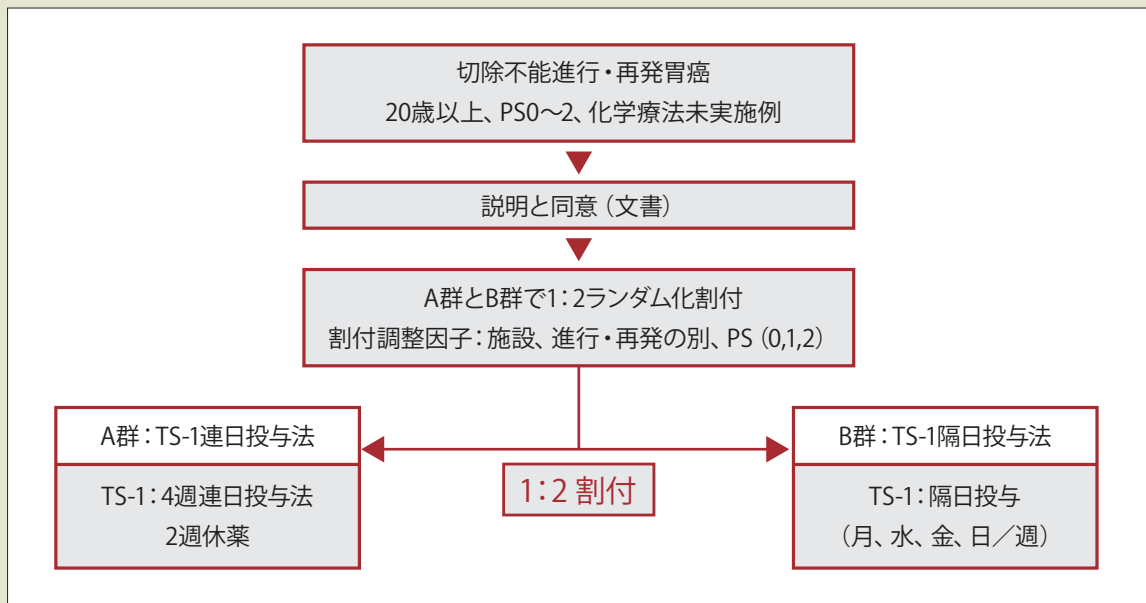 切除不能進行・再発胃癌
20歳以上、PS0〜2、化学療法未実施例
説明と同意（文書）
A群とB群で1：2ランダム化割付
割付調整因子：施設、進行・再発の別、PS（0,1,2）
A群：TS-1連日投与法
TS-1：4週連日投与法
2週休薬
1：2 割付
B群：TS-1隔日投与法
TS-1：隔日投与
（月、水、金、日／週）